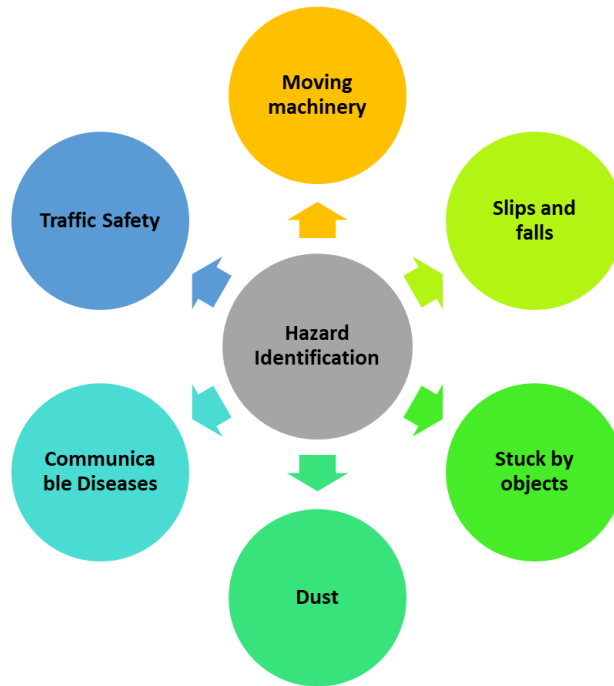 Moving
machinery
Traffic Safety
Slips and
falls
Hazard
Identification
Communica
ble Diseases
Stuck by
objects
Dust